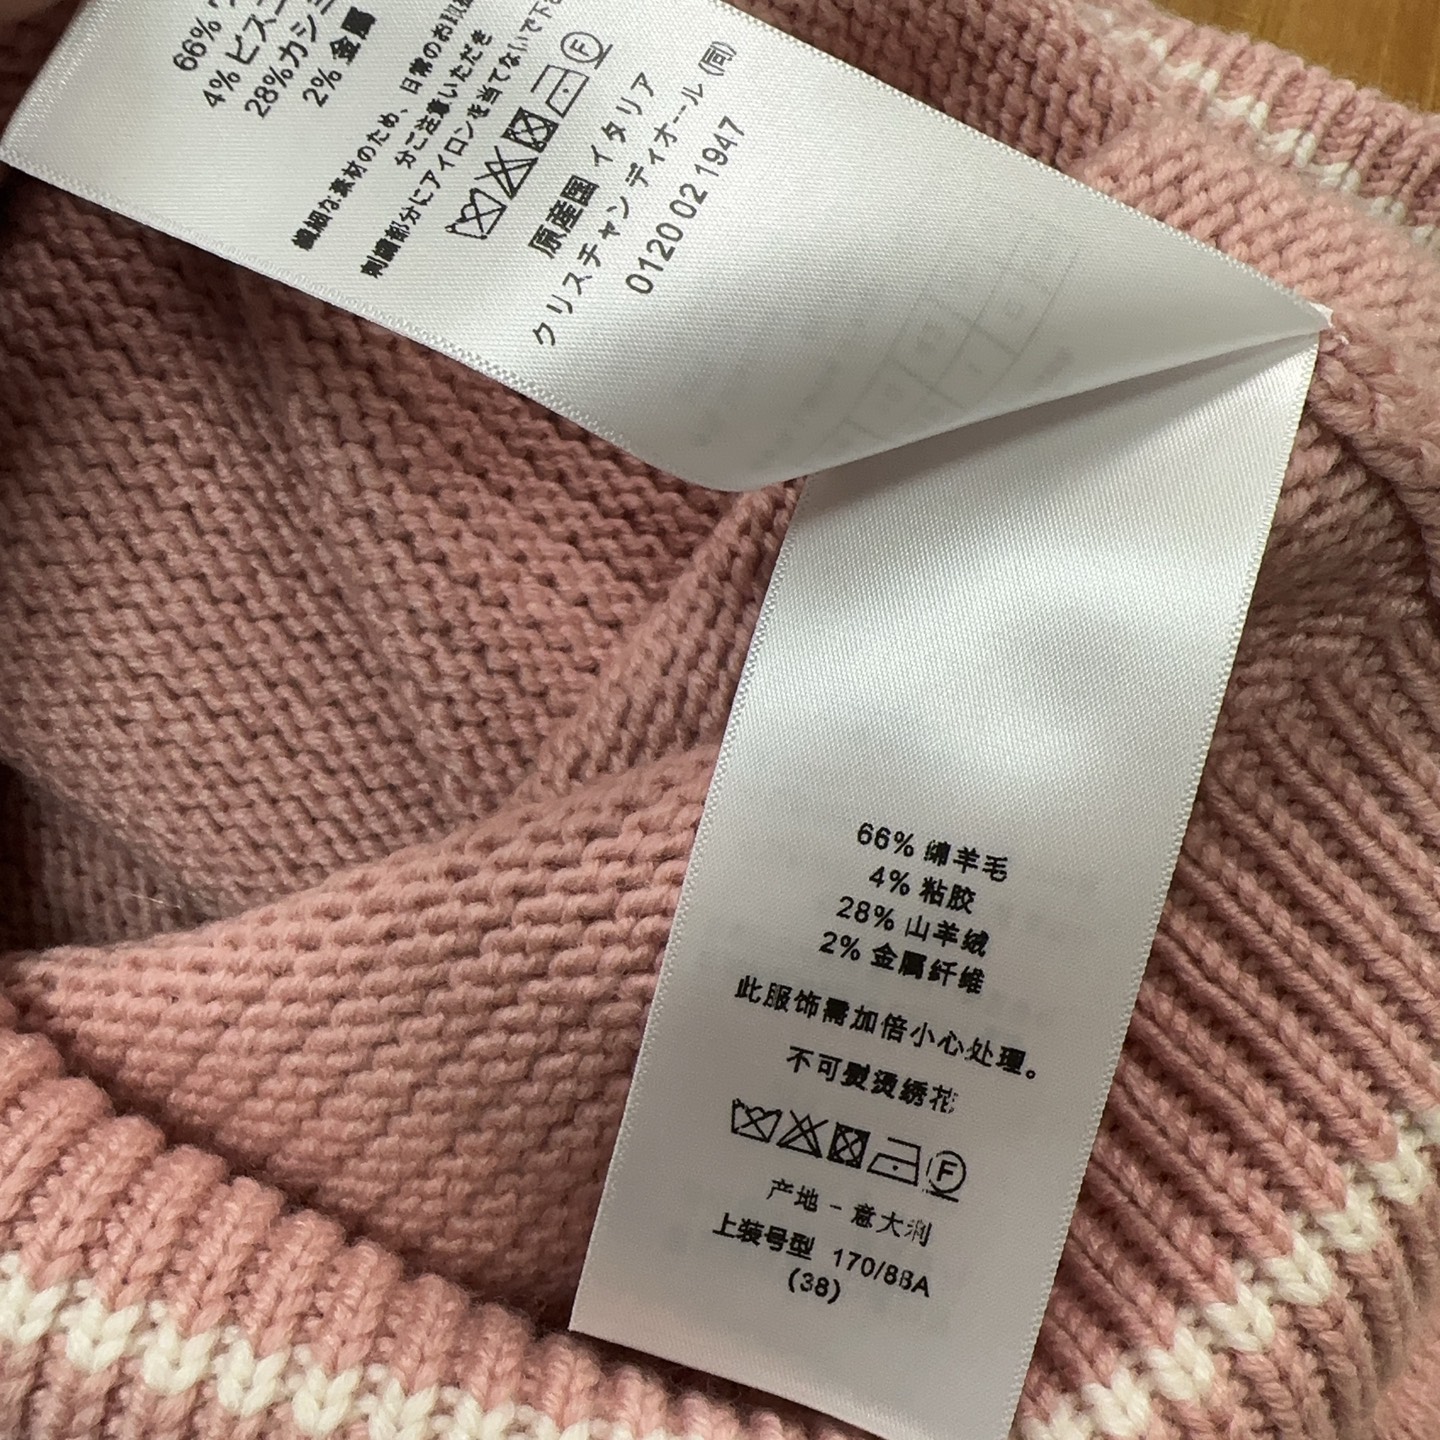 66%
4% ビス
28%カシ
2% 金属
繊細な素材のため、日常のお
分ご注意いただき
刺繍部分にアイロンを当てないで下さ
F
原産国 イタリア
クリスチャン ディオール (同)
0120 02 1947
66% 绵羊毛
4% 粘胶
28% 山羊绒
2% 金属纤维
此服饰需加倍小心处理。
不可熨烫绣花
F
产地 - 意大利
上装号型 170/88A
(38)